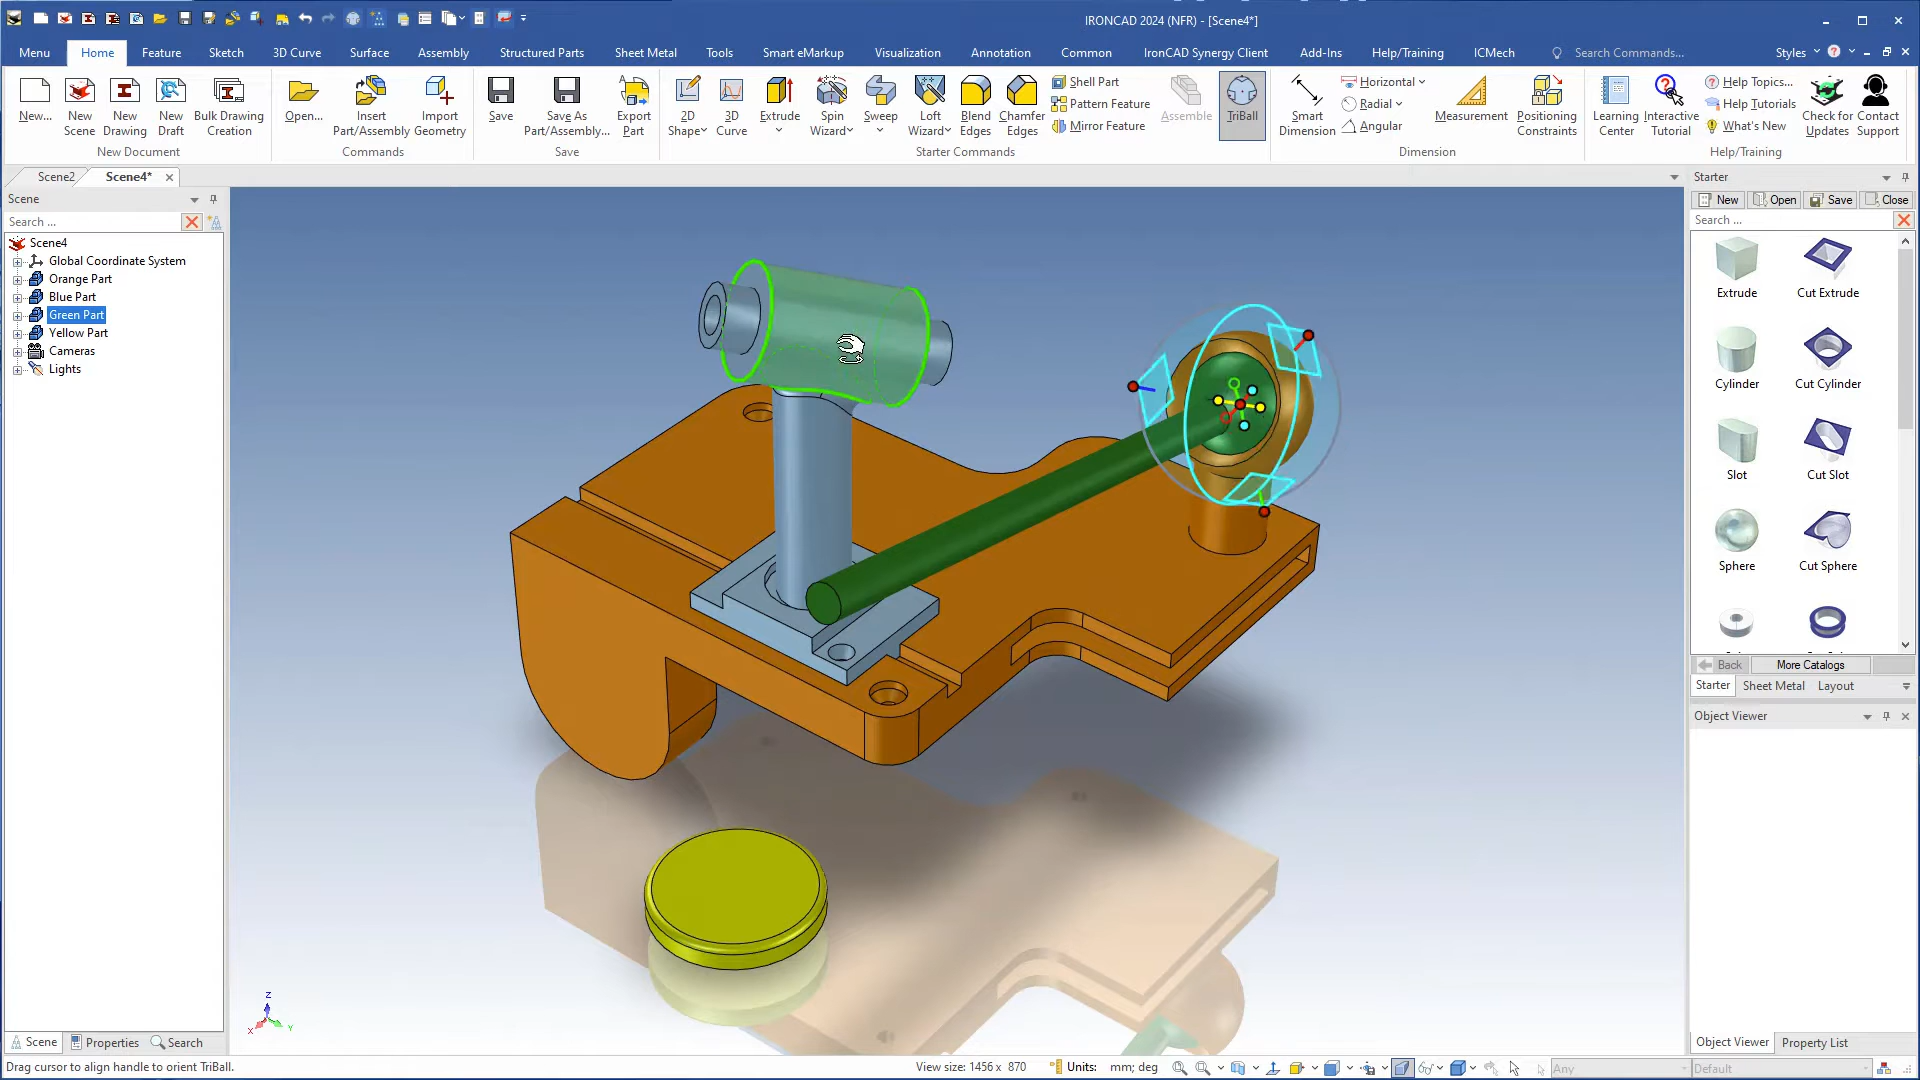 IRONCAD 2024 (NFR) - [Scene4*]
Menu Home Feature Sketch 3D Curve Surface Assembly Structured Parts Sheet Metal Tools Smart eMarkup Visualization Annotation Common IronCAD Synergy Client Add-Ins Help/Training ICMech Search Commands... Styles
New... New Scene New Drawing New Draft Bulk Drawing Creation
New Document
Open... Insert Part/Assembly Import Geometry
Commands
Save Save As Part/Assembly... Export Part
Save
2D Shape 3D Curve Extrude Spin Wizard Sweep Loft Wizard Blend Edges Chamfer Edges
Shell Part
Pattern Feature
Mirror Feature
Assemble TriBall
Starter Commands
Smart Dimension
Horizontal
Radial
Angular
Measurement Positioning Constraints
Dimension
Learning Center Interactive Tutorial
Help Topics...
Help Tutorials
What's New
Check for Updates Contact Support
Help/Training
Scene2 Scene4*
Scene
Search ...
Scene4
Global Coordinate System
Orange Part
Blue Part
Green Part
Yellow Part
Cameras
Lights
Z
X
Y
Starter
New Open Save Close
Search ...
Extrude Cut Extrude
Cylinder Cut Cylinder
Slot Cut Slot
Sphere Cut Sphere
Back More Catalogs
Starter Sheet Metal Layout
Object Viewer
Scene Properties Search
Object Viewer Property List
Drag cursor to align handle to orient TriBall.
View size: 1456 x 870
Units: mm; deg
Any
Default